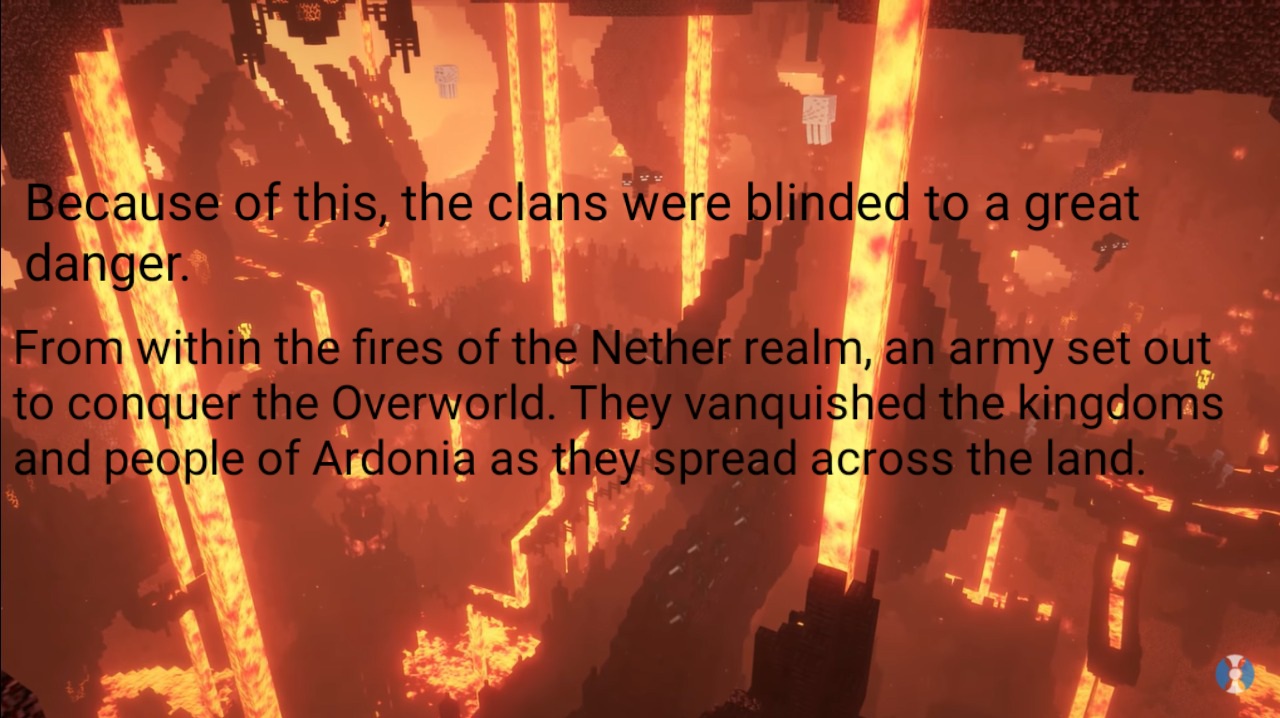 Because of this, the clans were blinded to a great
danger.
From within the fires of the Nether realm, an army set out
to conquer the Overworld. They vanquished the kingdoms
and people of Ardonia as they spread across the land.